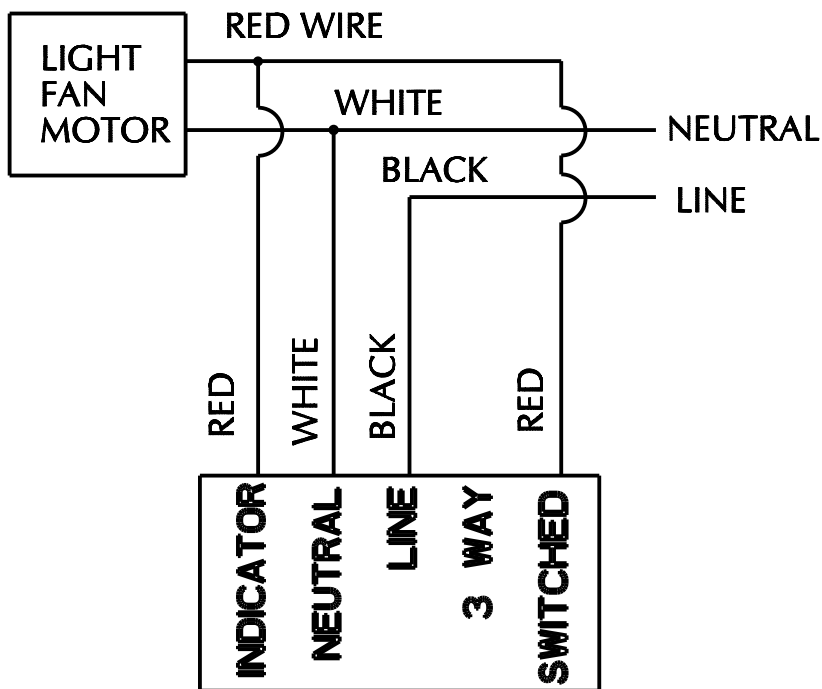 RED WIRE
LIGHT
FAN
MOTOR
WHITE
NEUTRAL
BLACK
LINE
RED
WHITE
BLACK
RED
INDICATOR
NEUTRAL
LINE
3 WAY
SWITCHED